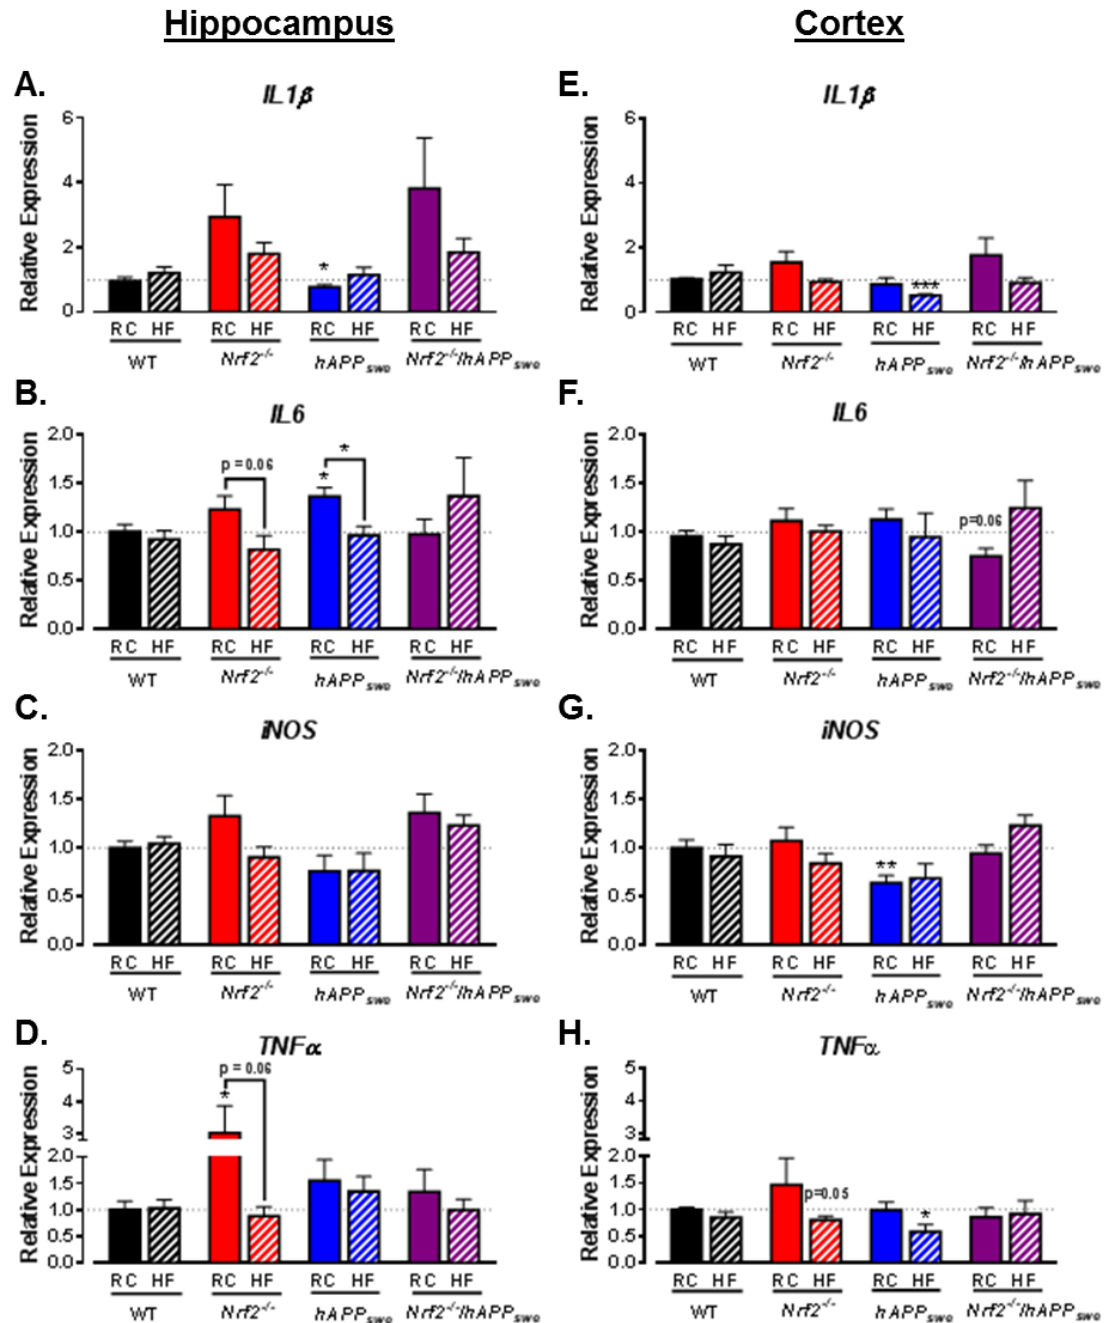 Hippocampus Cortex
A. IL1β E. IL1β
Relative Expression Relative Expression
6 6
4 4
2 2
* ***
0 0
RC HF RC HF RC HF RC HF RC HF RC HF RC HF RC HF
WT Nrf2-/- hAPPswe Nrf2-/-/hAPPswe WT Nrf2-/- hAPPswe Nrf2-/-/hAPPswe
B. IL6 F. IL6
Relative Expression Relative Expression
2.0 2.0
p = 0.06 * *
1.5 1.5
p=0.06
1.0 1.0
0.5 0.5
0.0 0.0
RC HF RC HF RC HF RC HF RC HF RC HF RC HF RC HF
WT Nrf2-/- hAPPswe Nrf2-/-/hAPPswe WT Nrf2-/- hAPPswe Nrf2-/-/hAPPswe
C. iNOS G. iNOS
Relative Expression Relative Expression
2.0 2.0
1.5 1.5
1.0 1.0
**
0.5 0.5
0.0 0.0
RC HF RC HF RC HF RC HF RC HF RC HF RC HF RC HF
WT Nrf2-/- hAPPswe Nrf2-/-/hAPPswe WT Nrf2-/- hAPPswe Nrf2-/-/hAPPswe
D. TNFα H. TNFα
Relative Expression Relative Expression
5 p = 0.06 5
*
4 4
3 3
2.0 2.0
1.5 1.5
p=0.05
1.0 1.0
*
0.5 0.5
0.0 0.0
RC HF RC HF RC HF RC HF RC HF RC HF RC HF RC HF
WT Nrf2-/- hAPPswe Nrf2-/-/hAPPswe WT Nrf2-/- hAPPswe Nrf2-/-/hAPPswe